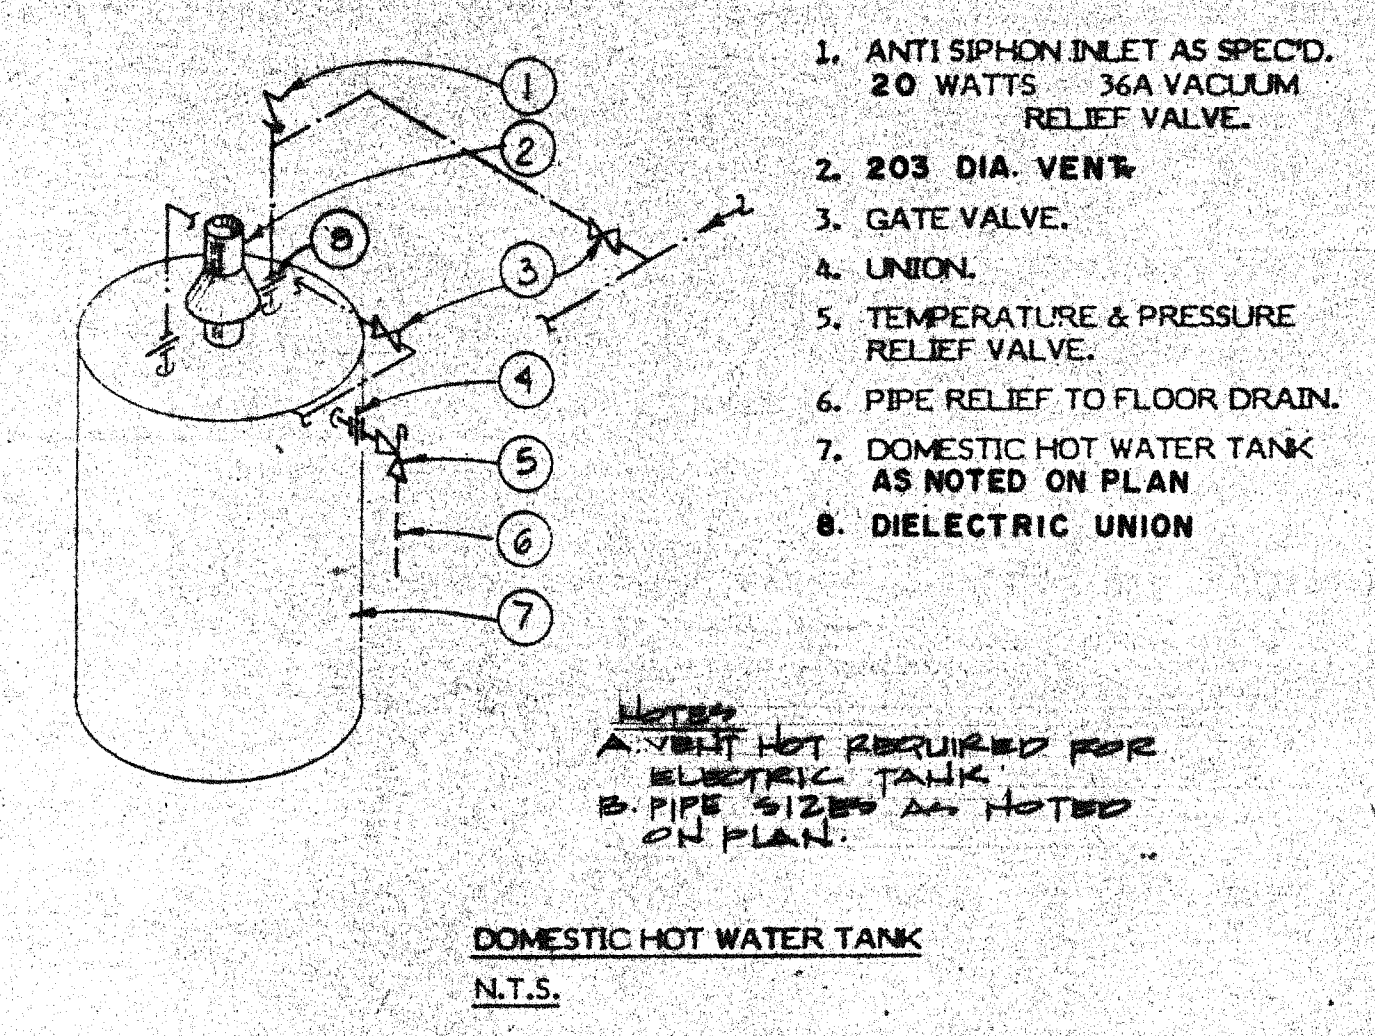 1. ANTI SIPHON INLET AS SPEC'D.
20 WATTS 36A VACUUM
RELIEF VALVE.
2. 203 DIA. VENT
3. GATE VALVE.
4. UNION.
5. TEMPERATURE & PRESSURE
RELIEF VALVE.
6. PIPE RELIEF TO FLOOR DRAIN.
7. DOMESTIC HOT WATER TANK
AS NOTED ON PLAN
8. DIELECTRIC UNION
1
2
8
3
4
5
6
7
NOTES
A. VENT NOT REQUIRED FOR
ELECTRIC TANK.
B. PIPE SIZES AS NOTED
ON PLAN.
DOMESTIC HOT WATER TANK
N.T.S.